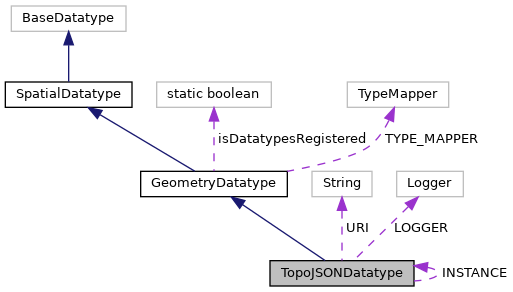 BaseDatatype
SpatialDatatype
static boolean
TypeMapper
isDatatypesRegistered
TYPE_MAPPER
GeometryDatatype
String
Logger
URI
LOGGER
TopoJSONDatatype
INSTANCE